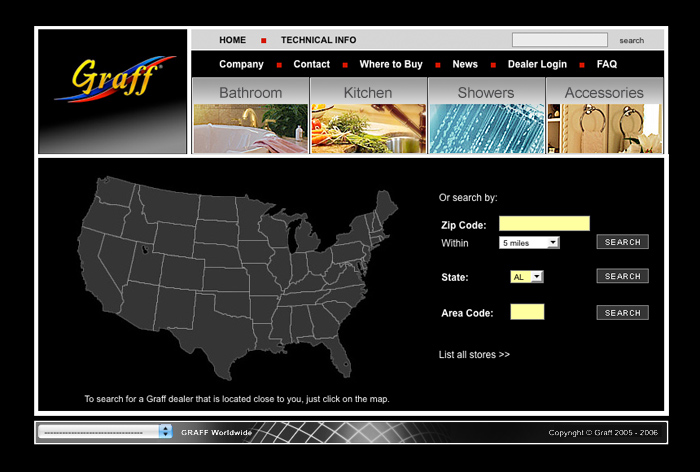 Graff
HOME TECHNICAL INFO search
Company Contact Where to Buy News Dealer Login FAQ
Bathroom Kitchen Showers Accessories
Or search by:
Zip Code:
Within 5 miles SEARCH
State: AL SEARCH
Area Code: SEARCH
List all stores >>
To search for a Graff dealer that is located close to you, just click on the map.
-------------------------------- GRAFF Worldwide Copyright © Graff 2005 - 2006